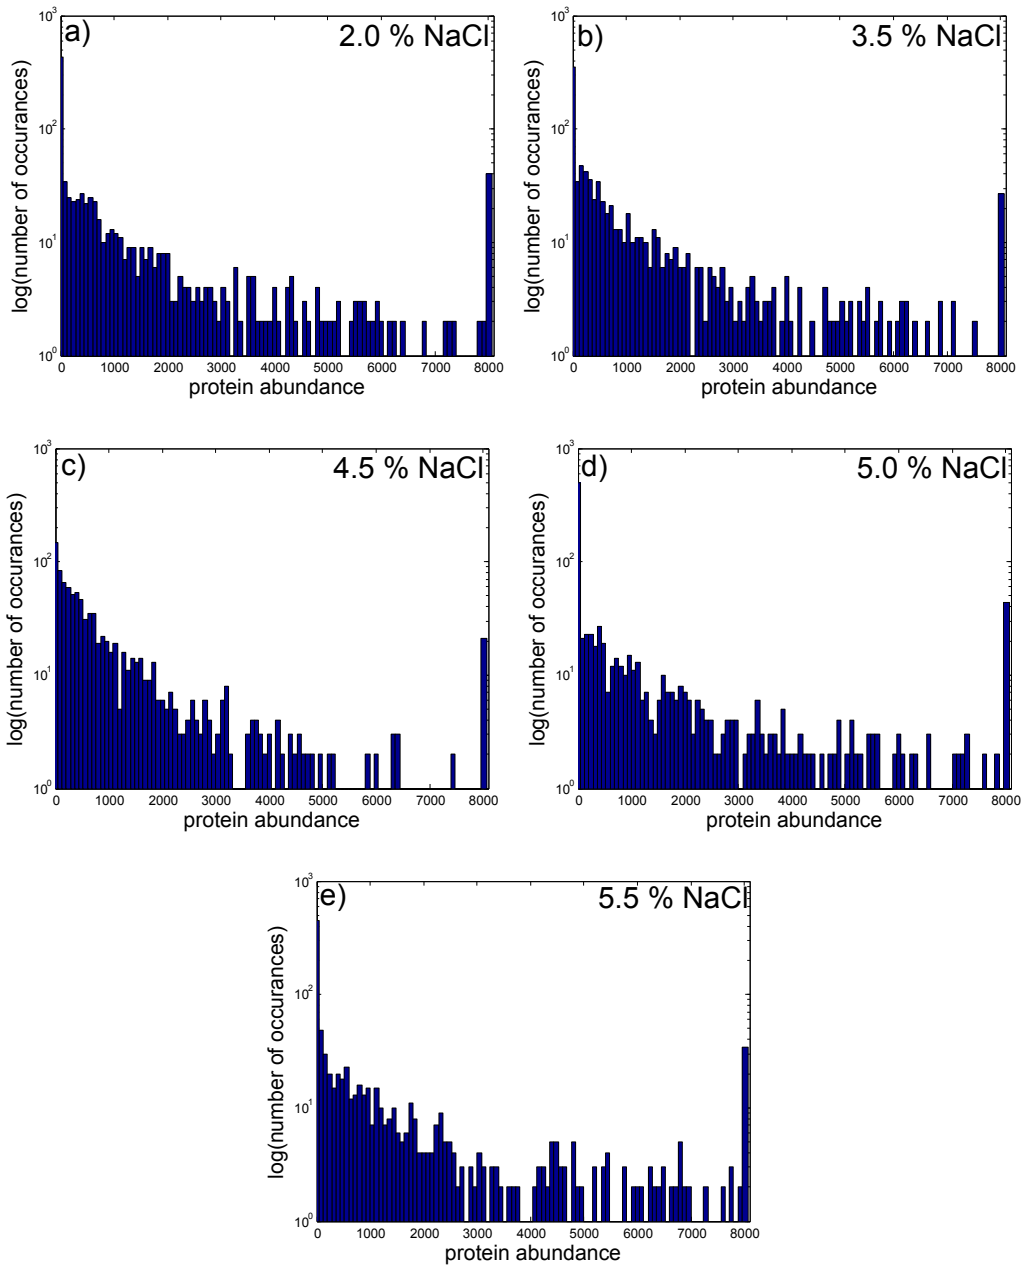 a)
2.0 % NaCl
log(number of occurances)
10^3
10^2
10^1
10^0
0 1000 2000 3000 4000 5000 6000 7000 8000
protein abundance
b)
3.5 % NaCl
log(number of occurances)
10^3
10^2
10^1
10^0
0 1000 2000 3000 4000 5000 6000 7000 8000
protein abundance
c)
4.5 % NaCl
log(number of occurances)
10^3
10^2
10^1
10^0
0 1000 2000 3000 4000 5000 6000 7000 8000
protein abundance
d)
5.0 % NaCl
log(number of occurances)
10^3
10^2
10^1
10^0
0 1000 2000 3000 4000 5000 6000 7000 8000
protein abundance
e)
5.5 % NaCl
log(number of occurances)
10^3
10^2
10^1
10^0
0 1000 2000 3000 4000 5000 6000 7000 8000
protein abundance